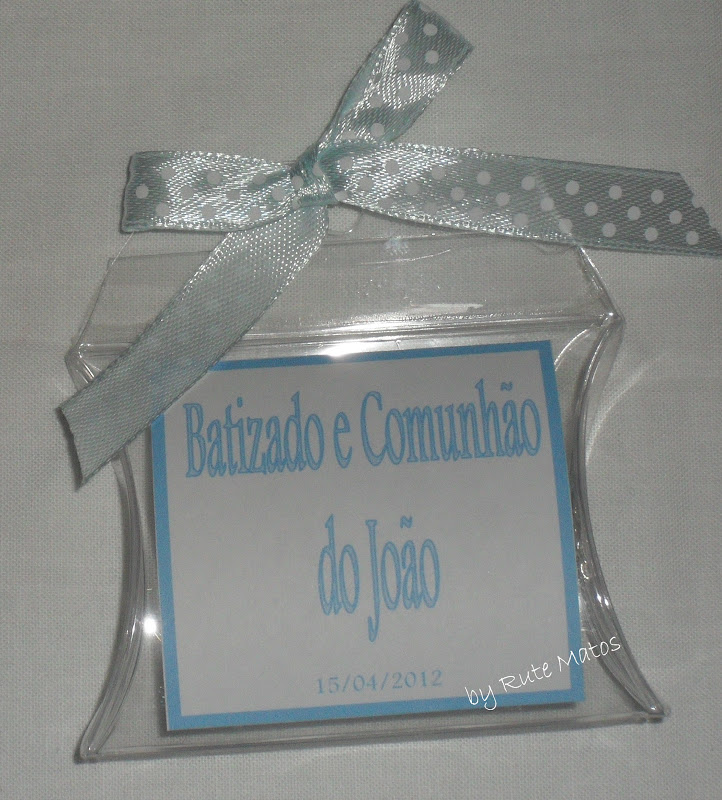 Batizado e Comunhão
do João
15/04/2012
by Rute Matos